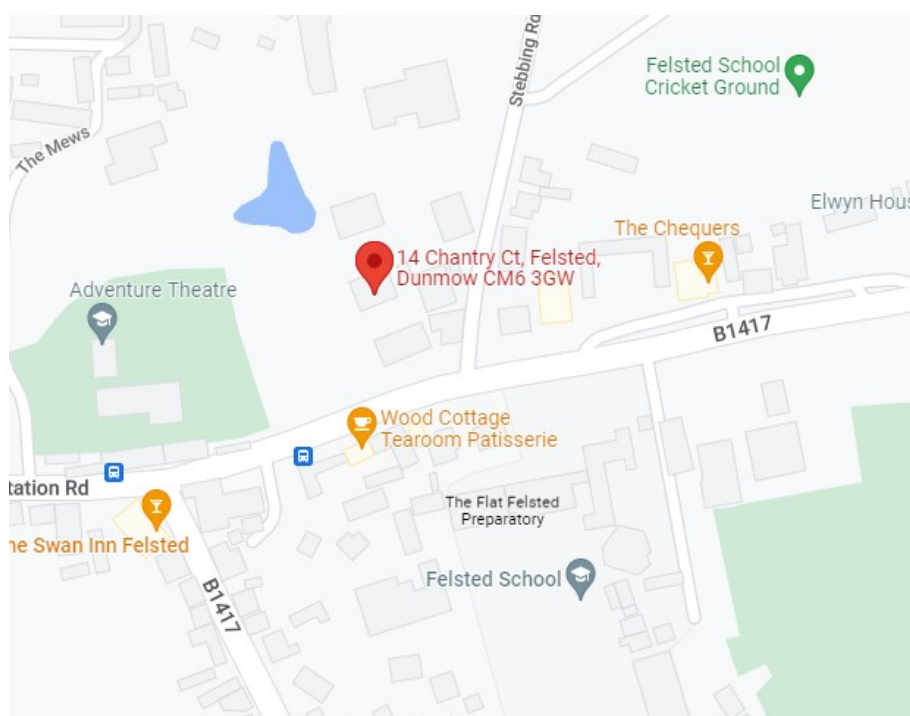 Stebbing Rd
Felsted School
Cricket Ground
The Mews
Elwyn Hous
The Chequers
14 Chantry Ct, Felsted,
Dunmow CM6 3GW
Adventure Theatre
B1417
Wood Cottage
Tearoom Patisserie
tation Rd
The Flat Felsted
Preparatory
ne Swan Inn Felsted
Felsted School
B1417